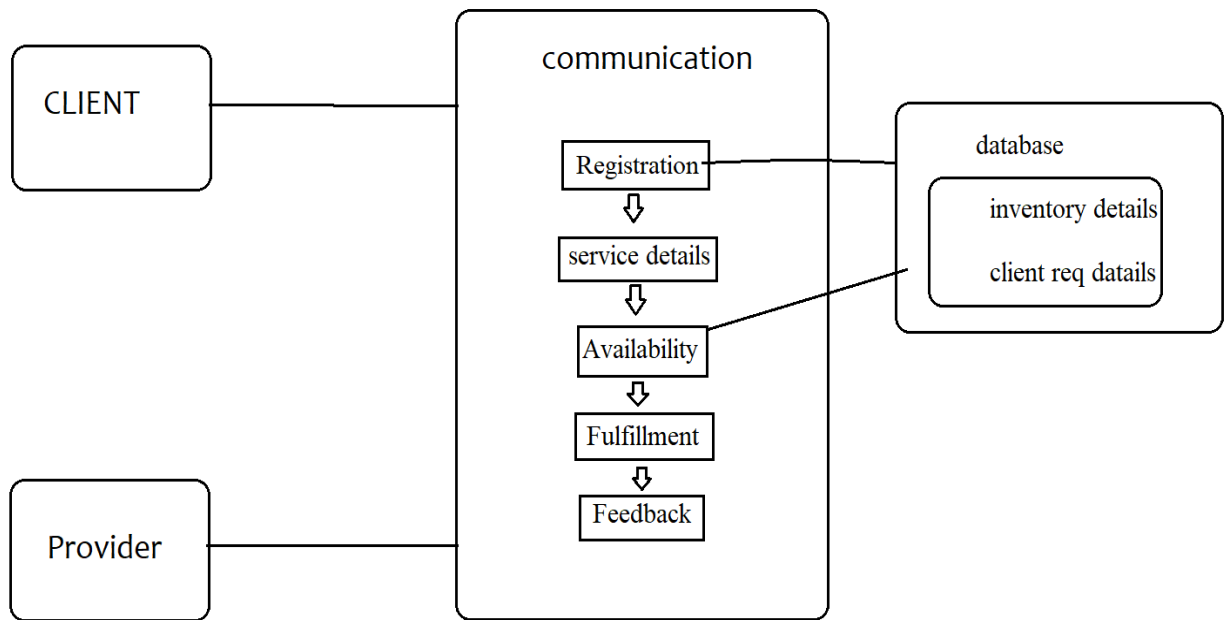 CLIENT
communication
Registration
service details
Availability
Fulfillment
Feedback
database
inventory details
client req datails
Provider